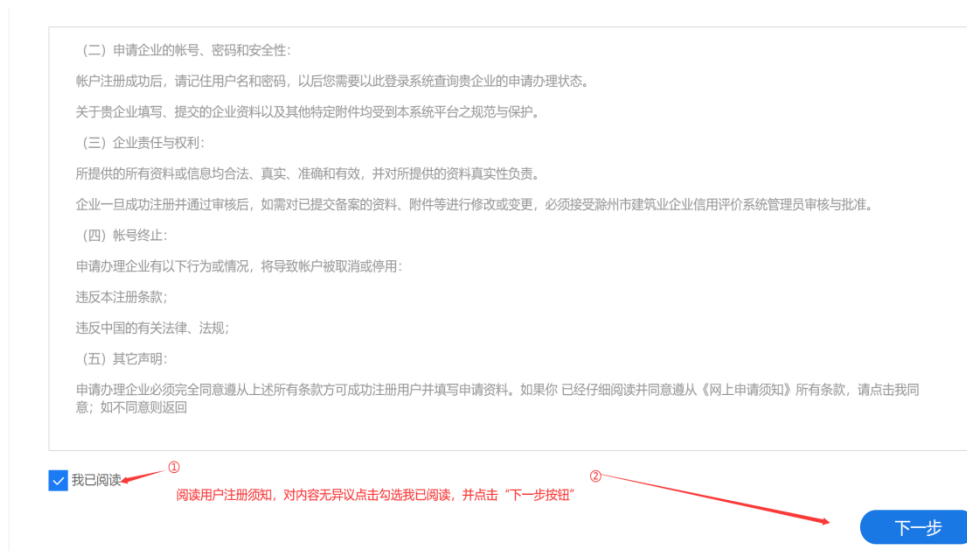 （二）申请企业的帐号、密码和安全性：
帐户注册成功后，请记住用户名和密码，以后您需要以此登录系统查询贵企业的申请办理状态。
关于贵企业填写、提交的企业资料以及其他特定附件均受到本系统平台之规范与保护。
（三）企业责任与权利：
所提供的所有资料或信息均合法、真实、准确和有效，并对所提供的资料真实性负责。
企业一旦成功注册并通过审核后，如需对已提交备案的资料、附件等进行修改或变更，必须接受滁州市建筑业企业信用评价系统管理员审核与批准。
（四）帐号终止：
申请办理企业有以下行为或情况，将导致帐户被取消或停用：
违反本注册条款；
违反中国的有关法律、法规；
（五）其它声明：
申请办理企业必须完全同意遵从上述所有条款方可成功注册用户并填写申请资料。如果你 已经仔细阅读并同意遵从《网上申请须知》所有条款，请点击我同
意；如不同意则返回
①
我已阅读
②
阅读用户注册须知，对内容无异议点击勾选我已阅读，并点击“下一步按钮”
下一步